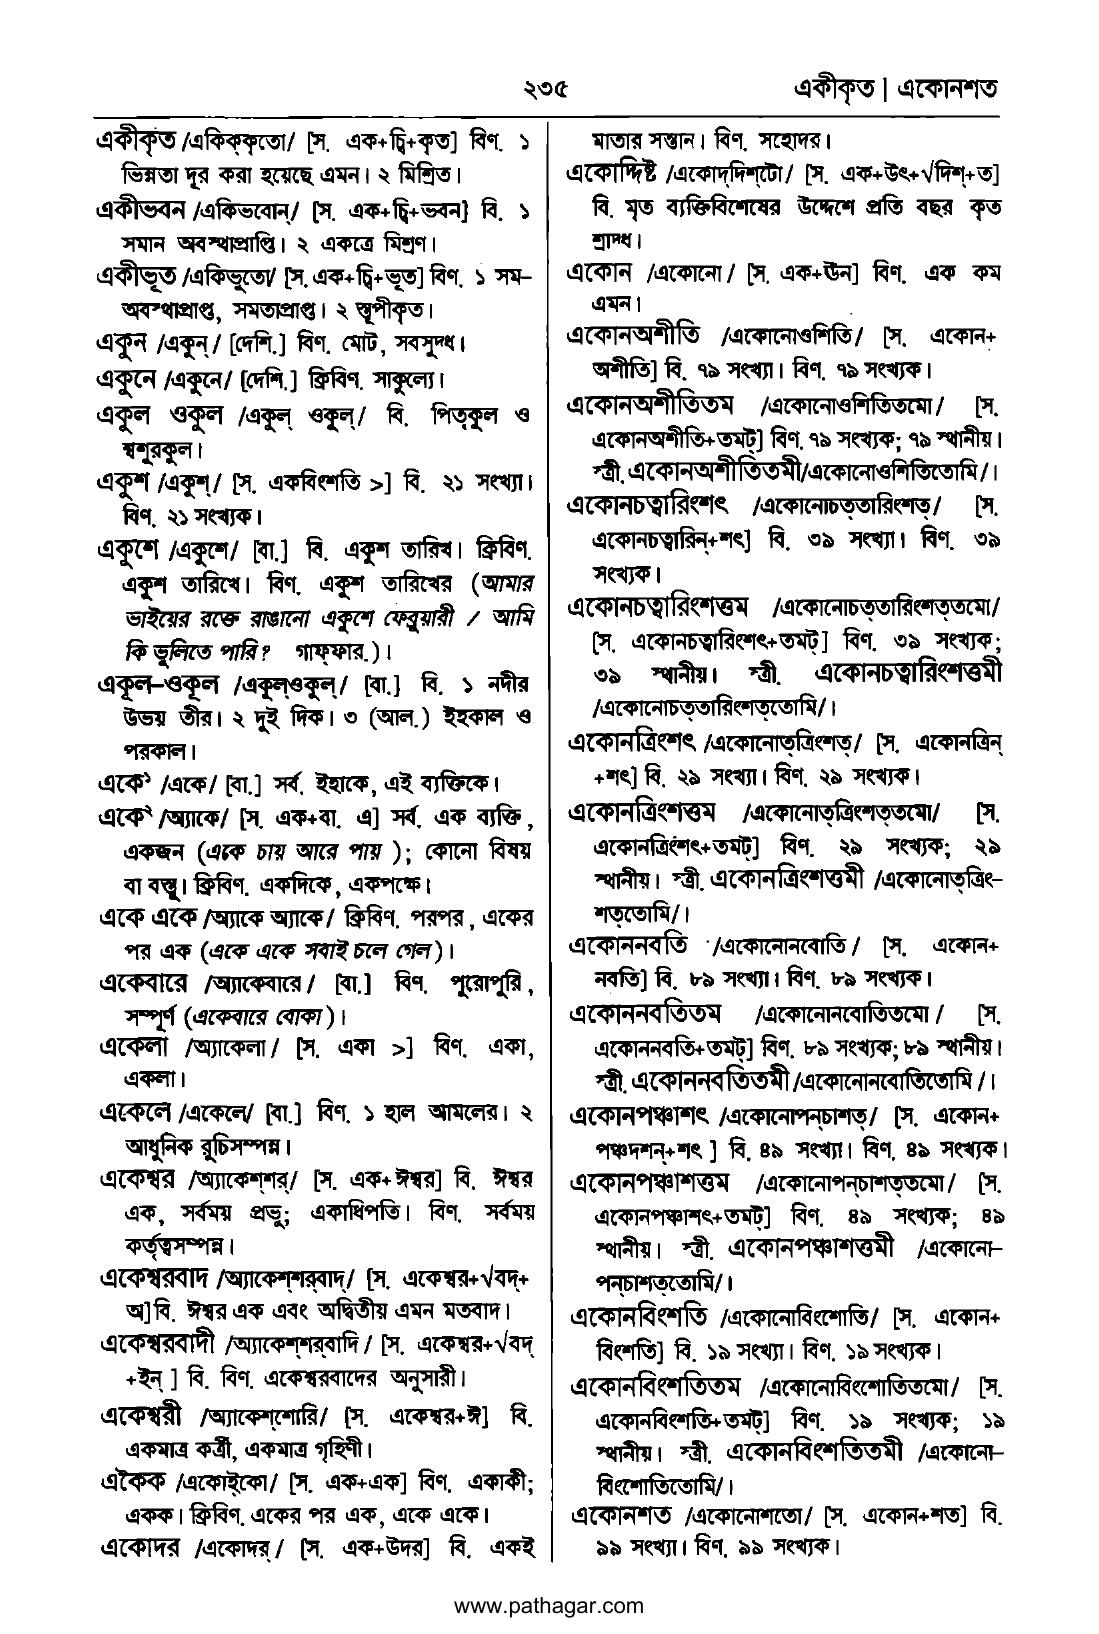 ২৩৫
একীকৃত | একোনশত
একীকৃত /একিক্কৃতো/ [স. এক+চ্বি+কৃত] বিণ. ১
ভিন্নতা দূর করা হয়েছে এমন। ২ মিশ্রিত।
একীভবন /একিভবোন্/ [স. এক+চ্বি+ভবন] বি. ১
সমান অবস্থাপ্রাপ্তি। ২ একত্রে মিশ্রণ।
একীভূত /একিভুতো/ [স. এক+চ্বি+ভূত] বিণ. ১ সম–
অবস্থাপ্রাপ্ত, সমতাপ্রাপ্ত। ২ স্তূপীকৃত।
একুন /একুন্/ [দেশি.] বিণ. মোট, সবসুদ্ধ।
একুনে /একুনে/ [দেশি.] ক্রিবিণ. সাকুল্যে।
একুল ওকুল /একুল্ ওকুল্/ বি. পিতৃকুল ও
শ্বশুরকুল।
একুশ /একুশ্/ [স. একবিংশতি >] বি. ২১ সংখ্যা।
বিণ. ২১ সংখ্যক।
একুশে /একুশে/ [বা.] বি. একুশ তারিখ। ক্রিবিণ.
একুশ তারিখে। বিণ. একুশ তারিখের (আমার
ভাইয়ের রক্তে রাঙানো একুশে ফেব্রুয়ারী / আমি
কি ভুলিতে পারি? গাফ্ফার.)।
একূল–ওকূল /একুল্ওকুল্/ [বা.] বি. ১ নদীর
উভয় তীর। ২ দুই দিক। ৩ (আল.) ইহকাল ও
পরকাল।
একে১ /একে/ [বা.] সর্ব. ইহাকে, এই ব্যক্তিকে।
একে২ /অ্যাকে/ [স. এক+বা. এ] সর্ব. এক ব্যক্তি,
একজন (একে চায় আরে পায়); কোনো বিষয়
বা বস্তু। ক্রিবিণ. একদিকে, একপক্ষে।
একে একে /অ্যাকে অ্যাকে/ ক্রিবিণ. পরপর, একের
পর এক (একে একে সবাই চলে গেল)।
একেবারে /অ্যাকেবারে/ [বা.] বিণ. পুরোপুরি,
সম্পূর্ণ (একেবারে বোকা)।
একেলা /অ্যাকেলা/ [স. একা >] বিণ. একা,
একলা।
একেলে /একেলে/ [বা.] বিণ. ১ হাল আমলের। ২
আধুনিক রুচিসম্পন্ন।
একেশ্বর /অ্যাকেশ্শর্/ [স. এক+ঈশ্বর] বি. ঈশ্বর
এক, সর্বময় প্রভু; একাধিপতি। বিণ. সর্বময়
কর্তৃত্বসম্পন্ন।
একেশ্বরবাদ /অ্যাকেশ্শর্বাদ্/ [স. একেশ্বর+√বদ্+
অ] বি. ঈশ্বর এক এবং অদ্বিতীয় এমন মতবাদ।
একেশ্বরবাদী /অ্যাকেশ্শর্বাদি/ [স. একেশ্বর+√বদ্
+ইন্ ] বি. বিণ. একেশ্বরবাদের অনুসারী।
একেশ্বরী /অ্যাকেশ্শোরি/ [স. একেশ্বর+ঈ] বি.
একমাত্র কর্ত্রী, একমাত্র গৃহিণী।
একৈক /একোইকো/ [স. এক+এক] বিণ. একাকী;
একক। ক্রিবিণ. একের পর এক, একে একে।
একোদর /একোদর্/ [স. এক+উদর] বি. একই
মাতার সন্তান। বিণ. সহোদর।
একোদ্দিষ্ট /একোদ্দিশ্টো/ [স. এক+উৎ+√দিশ্+ত]
বি. মৃত ব্যক্তিবিশেষের উদ্দেশে প্রতি বছর কৃত
শ্রাদ্ধ।
একোন /একোনো/ [স. এক+ঊন] বিণ. এক কম
এমন।
একোনঅশীতি /একোনোওশিতি/ [স. একোন+
অশীতি] বি. ৭৯ সংখ্যা। বিণ. ৭৯ সংখ্যক।
একোনঅশীতিতম /একোনোওশিতিতমো/ [স.
একোনঅশীতি+তমট্] বিণ. ৭৯ সংখ্যক; ৭৯ স্থানীয়।
স্ত্রী. একোনঅশীতিতমী/একোনোওশিতিতোমি/।
একোনচত্বারিংশৎ /একোনোচত্তারিংশত্/ [স.
একোনচত্বারিন্+শৎ] বি. ৩৯ সংখ্যা। বিণ. ৩৯
সংখ্যক।
একোনচত্বারিংশত্তম /একোনোচত্তারিংশত্তমো/
[স. একোনচত্বারিংশৎ+তমট্] বিণ. ৩৯ সংখ্যক;
৩৯ স্থানীয়। স্ত্রী. একোনচত্বারিংশত্তমী
/একোনোচত্তারিংশত্তোমি/।
একোনত্রিংশৎ /একোনোত্ত্রিংশত্/ [স. একোনত্রিন্
+শৎ] বি. ২৯ সংখ্যা। বিণ. ২৯ সংখ্যক।
একোনত্রিংশত্তম /একোনোত্ত্রিংশত্তমো/ [স.
একোনত্রিংশৎ+তমট্] বিণ. ২৯ সংখ্যক; ২৯
স্থানীয়। স্ত্রী. একোনত্রিংশত্তমী /একোনোত্ত্রিং–
শত্তোমি/।
একোননবতি /একোনোনবোতি/ [স. একোন+
নবতি] বি. ৮৯ সংখ্যা। বিণ. ৮৯ সংখ্যক।
একোননবতিতম /একোনোনবোতিতমো/ [স.
একোননবতি+তমট্] বিণ. ৮৯ সংখ্যক; ৮৯ স্থানীয়।
স্ত্রী. একোননবতিতমী /একোনোনবোতিতোমি/।
একোনপঞ্চাশৎ /একোনোপন্চাশত্/ [স. একোন+
পঞ্চদশন্+শৎ ] বি. ৪৯ সংখ্যা। বিণ. ৪৯ সংখ্যক।
একোনপঞ্চাশত্তম /একোনোপন্চাশত্তমো/ [স.
একোনপঞ্চাশৎ+তমট্] বিণ. ৪৯ সংখ্যক; ৪৯
স্থানীয়। স্ত্রী. একোনপঞ্চাশত্তমী /একোনো–
পন্চাশত্তোমি/।
একোনবিংশতি /একোনোবিংশোতি/ [স. একোন+
বিংশতি] বি. ১৯ সংখ্যা। বিণ. ১৯ সংখ্যক।
একোনবিংশতিতম /একোনোবিংশোতিতমো/ [স.
একোনবিংশতি+তমট্] বিণ. ১৯ সংখ্যক; ১৯
স্থানীয়। স্ত্রী. একোনবিংশতিতমী /একোনো–
বিংশোতিতোমি/।
একোনশত /একোনোশতো/ [স. একোন+শত] বি.
৯৯ সংখ্যা। বিণ. ৯৯ সংখ্যক।
www.pathagar.com